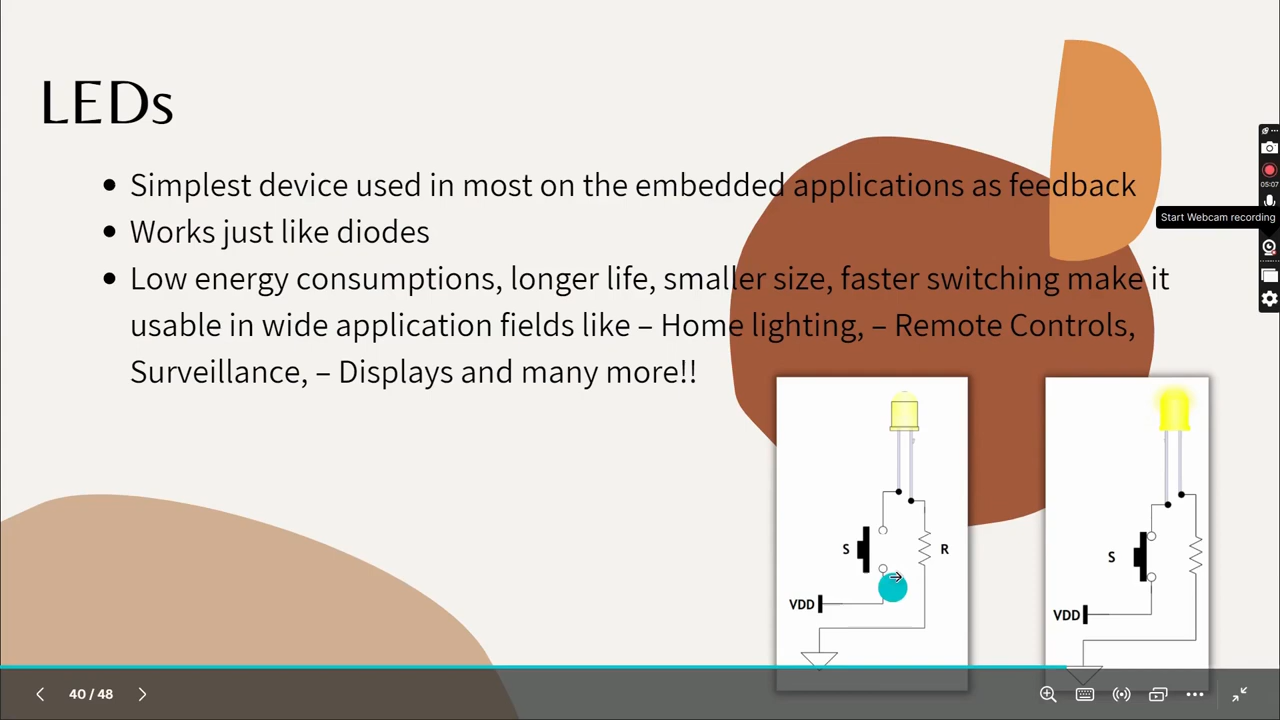 LEDs
Simplest device used in most on the embedded applications as feedback
05:07
Start Webcam recording
Works just like diodes
Low energy consumptions, longer life, smaller size, faster switching make it
usable in wide application fields like – Home lighting, – Remote Controls,
Surveillance, – Displays and many more!!
S
R
VDD
S
VDD
40 / 48